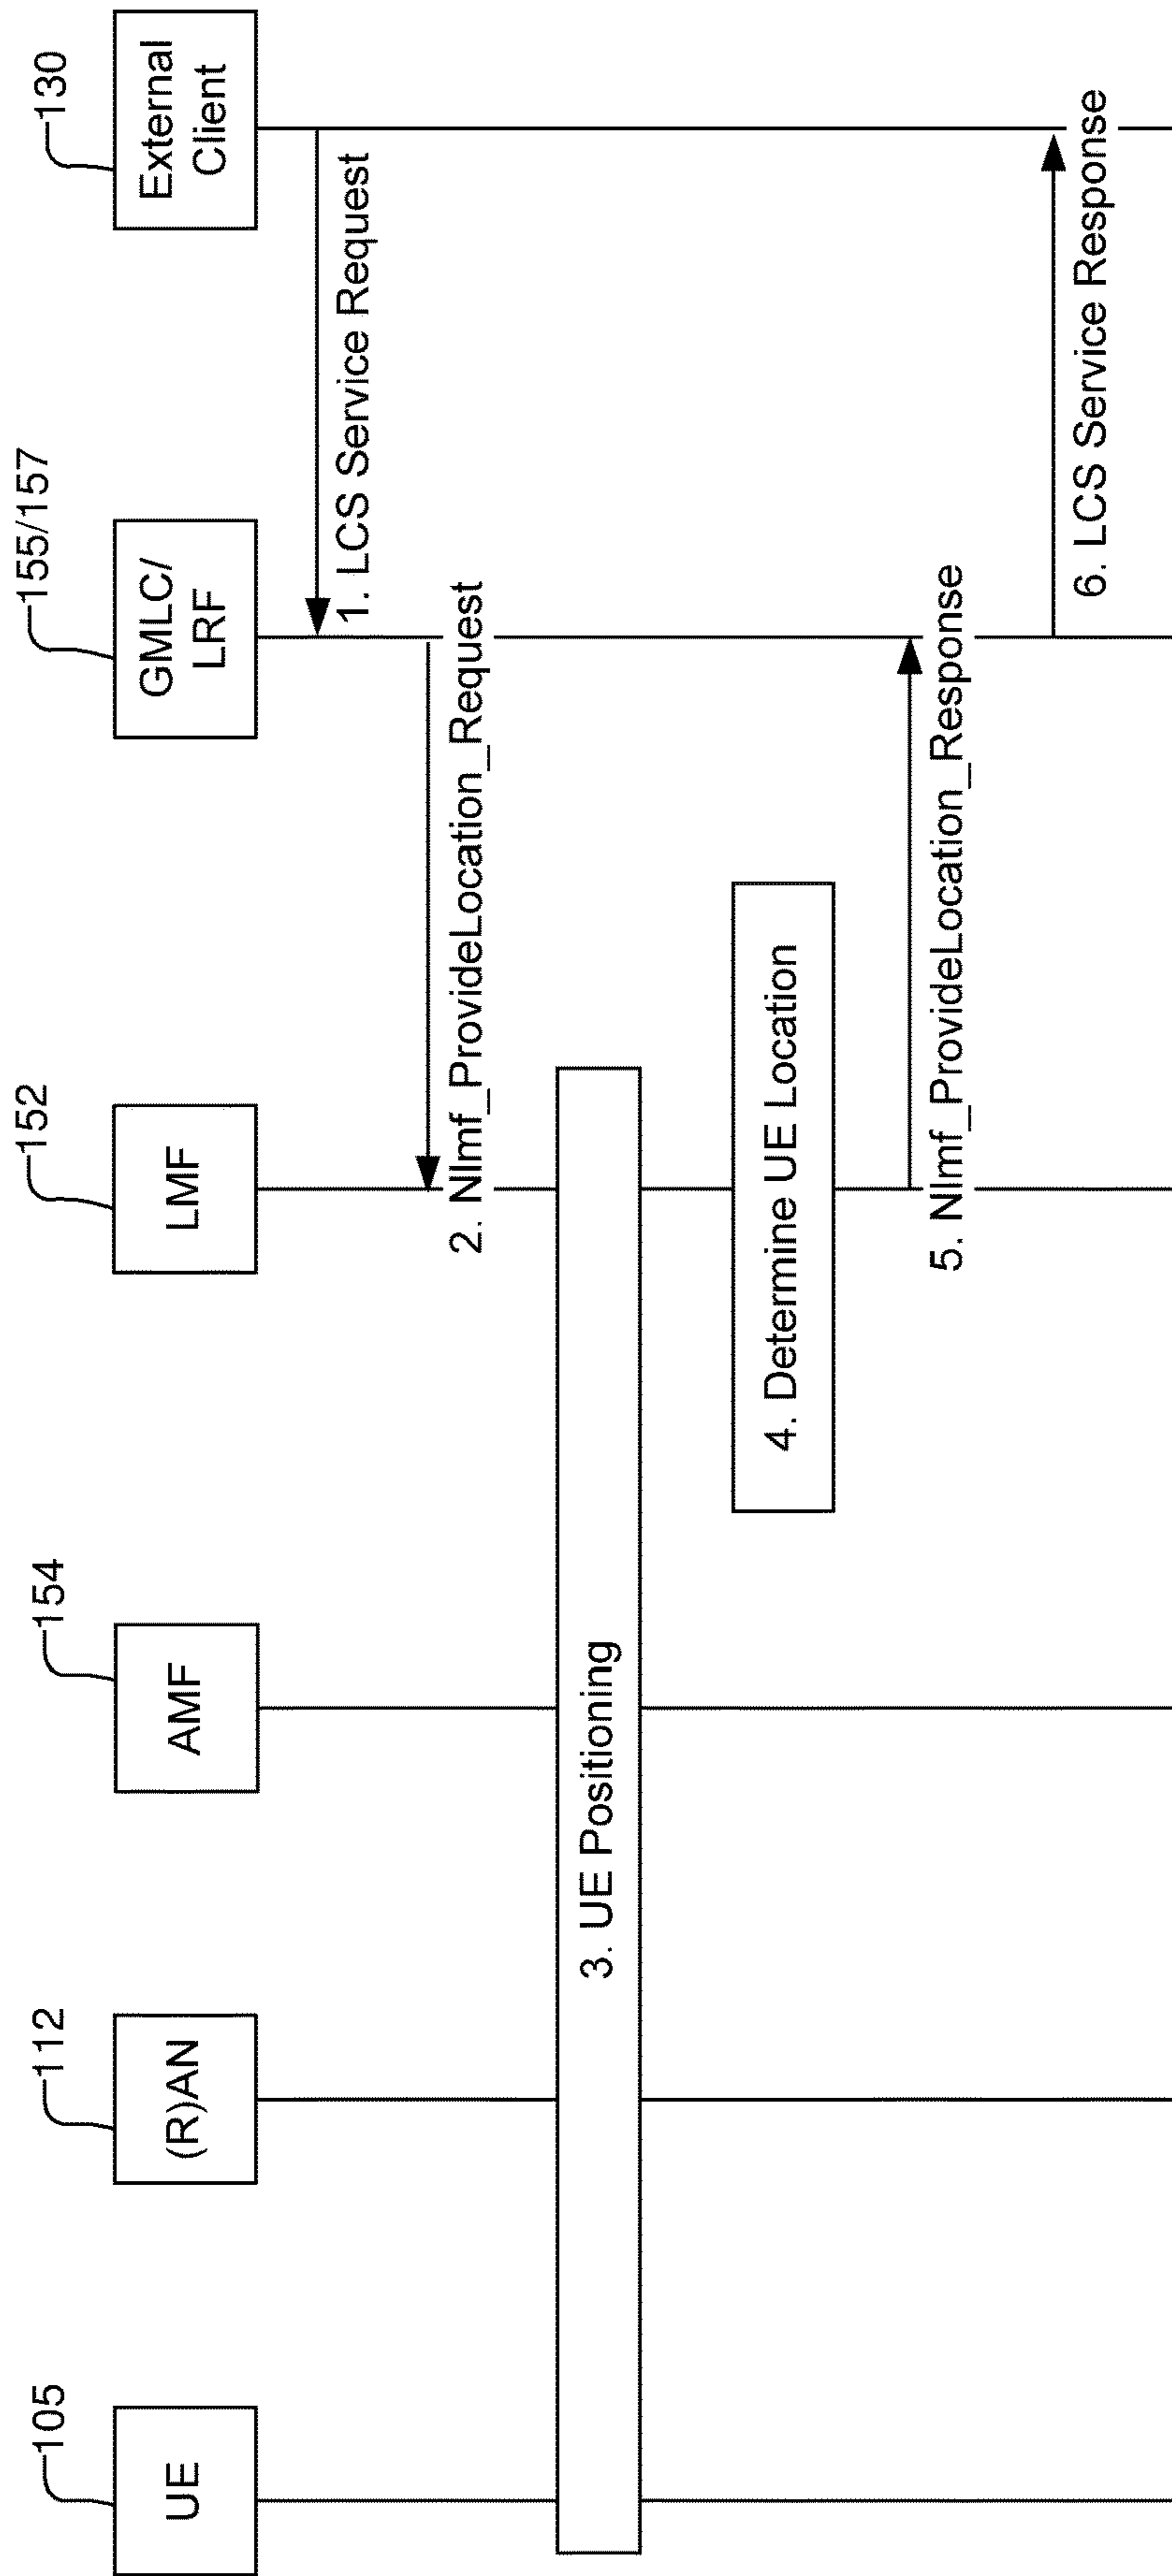 105
112
154
152
155/157
130
UE
(R)AN
AMF
LMF
GMLC/
LRF
External
Client
1. LCS Service Request
2. Nlmf_ProvideLocation_Request
3. UE Positioning
4. Determine UE Location
5. Nlmf_ProvideLocation_Response
6. LCS Service Response